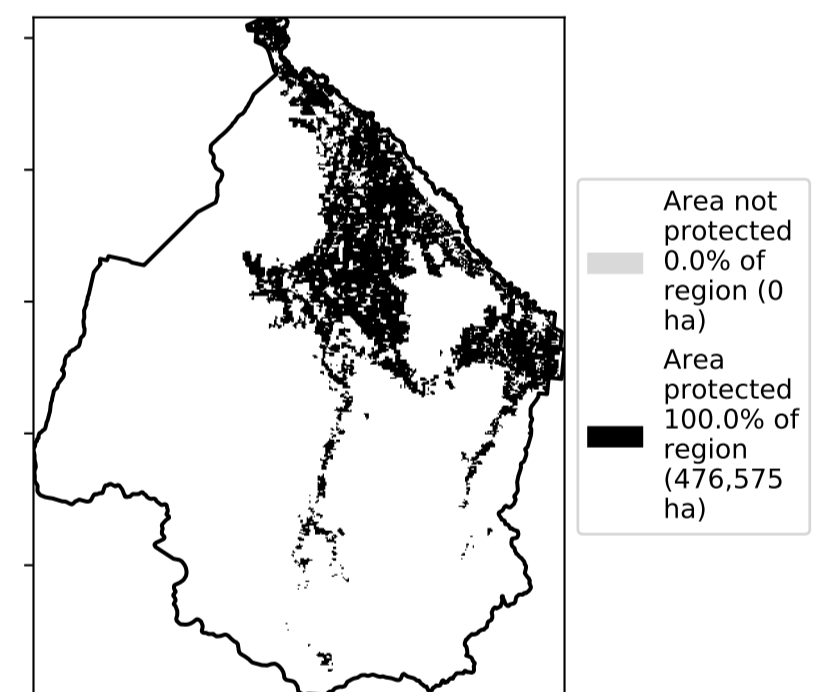 Area not
protected
0.0% of
region (0
ha)
Area
protected
100.0% of
region
(476,575
ha)